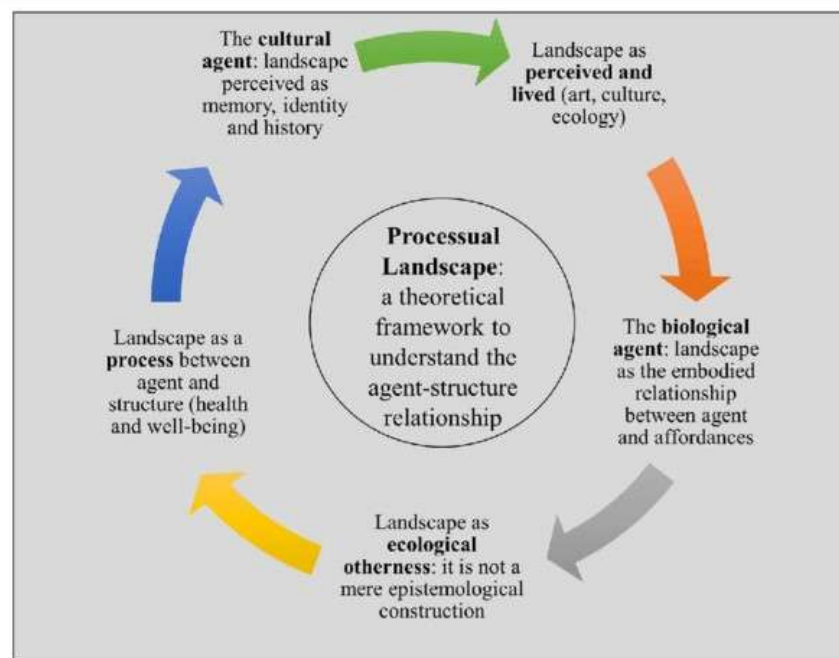 The cultural
agent: landscape
perceived as
memory, identity
and history
Landscape as
perceived and
lived (art, culture,
ecology)
The biological
agent: landscape
as the embodied
relationship
between agent
and affordances
Landscape as
ecological
otherness: it is not a
mere epistemological
construction
Landscape as a
process between
agent and
structure (health
and well-being)
Processual
Landscape:
a theoretical
framework to
understand the
agent-structure
relationship